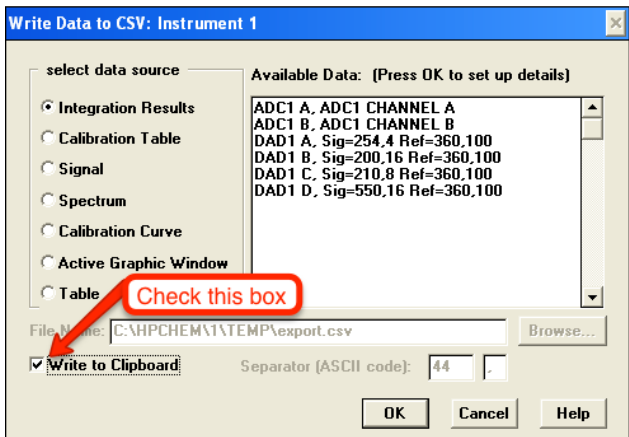 Write Data to CSV: Instrument 1
select data source
Available Data: (Press OK to set up details)
Integration Results
Calibration Table
Signal
Spectrum
Calibration Curve
Active Graphic Window
Table
ADC1 A, ADC1 CHANNEL A
ADC1 B, ADC1 CHANNEL B
DAD1 A, Sig=254,4 Ref=360,100
DAD1 B, Sig=200,16 Ref=360,100
DAD1 C, Sig=210,8 Ref=360,100
DAD1 D, Sig=550,16 Ref=360,100
Check this box
File C:\HPCHEM\1\TEMP\export.csv Browse...
Write to Clipboard Separator (ASCII code): 44 ,
OK Cancel Help